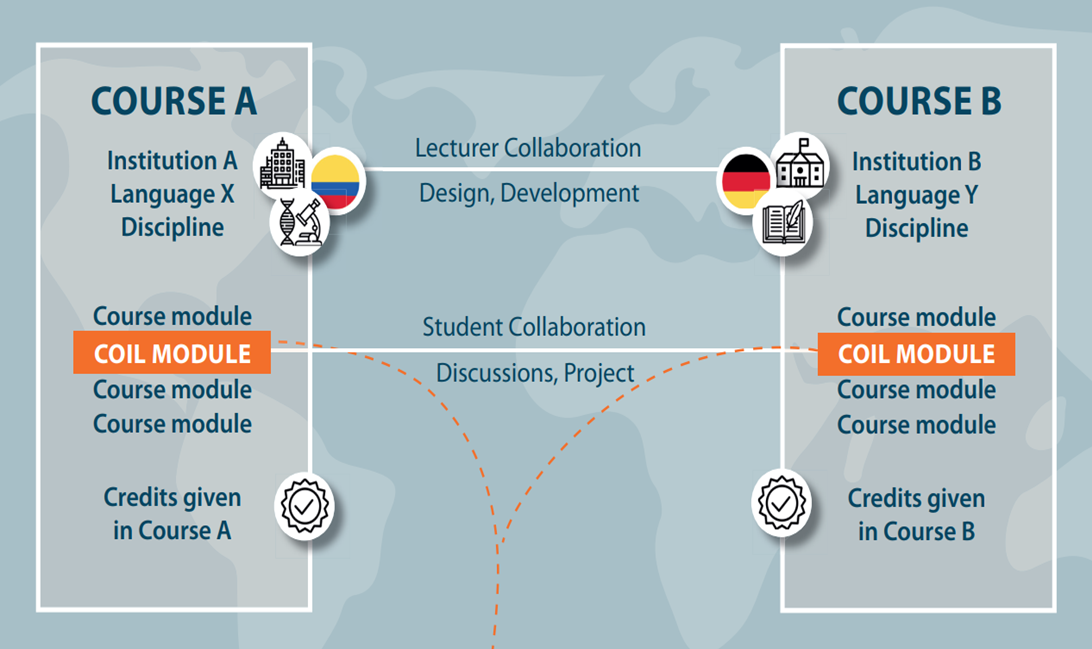 COURSE A
Institution A
Language X
Discipline
Course module
COIL MODULE
Course module
Course module
Credits given
in Course A
Lecturer Collaboration
Design, Development
Student Collaboration
Discussions, Project
COURSE B
Institution B
Language Y
Discipline
Course module
COIL MODULE
Course module
Course module
Credits given
in Course B